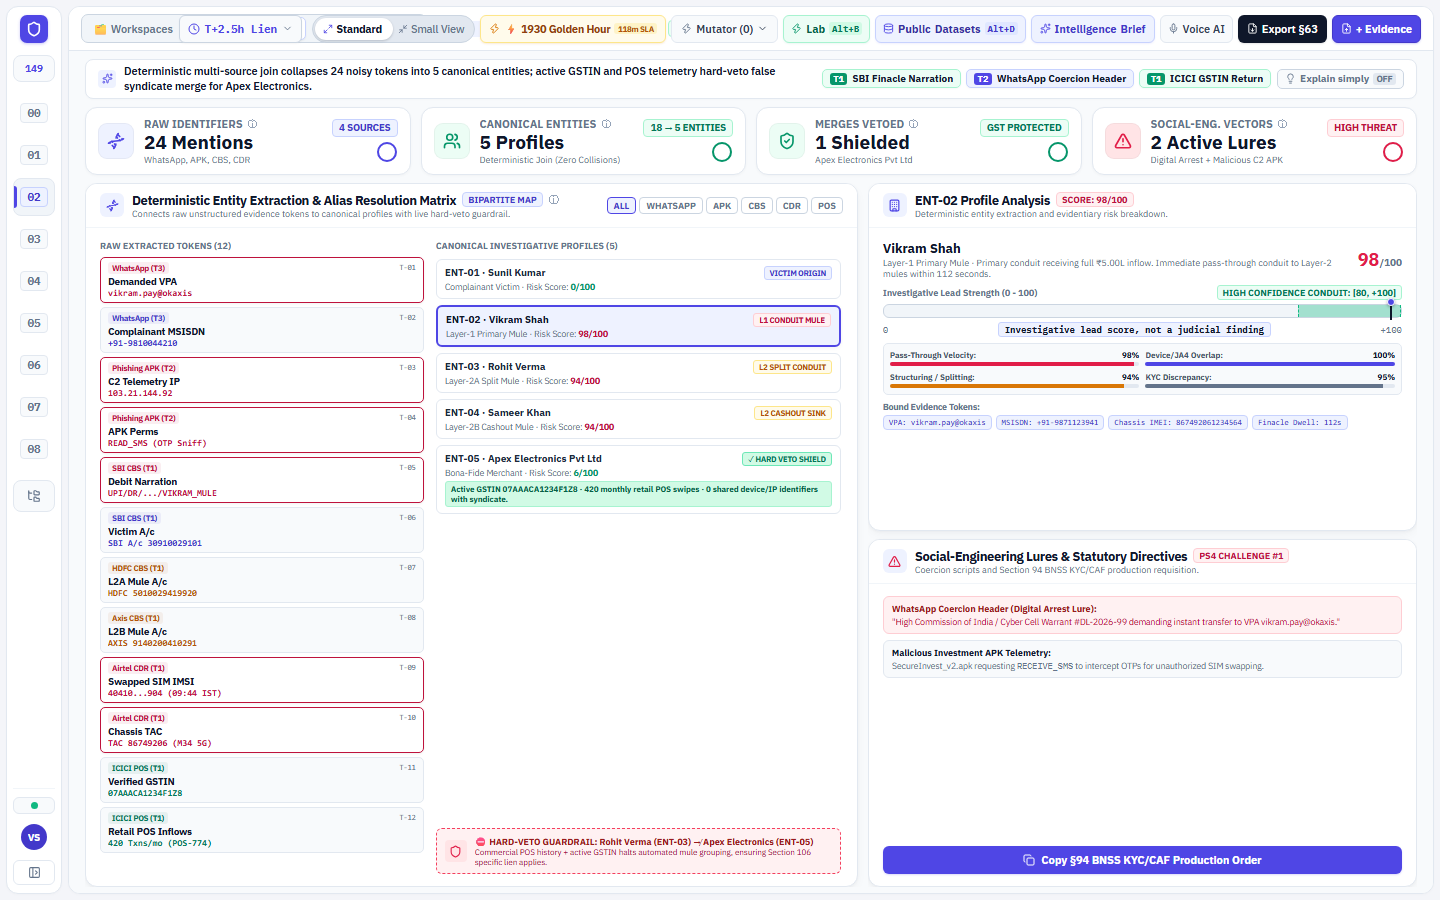 149
00
01
02
03
04
05
06
07
08
VS
Workspaces
T+2.5h Lien
Standard
Small View
1930 Golden Hour 118m SLA
Mutator (0)
Lab Alt+B
Public Datasets Alt+D
Intelligence Brief
Voice AI
Export §63
+ Evidence
Deterministic multi-source join collapses 24 noisy tokens into 5 canonical entities; active GSTIN and POS telemetry hard-veto false
syndicate merge for Apex Electronics.
T1 SBI Finacle Narration
T2 WhatsApp Coercion Header
T1 ICICI GSTIN Return
Explain simply OFF
RAW IDENTIFIERS
4 SOURCES
24 Mentions
WhatsApp, APK, CBS, CDR
CANONICAL ENTITIES
18 → 5 ENTITIES
5 Profiles
Deterministic Join (Zero Collisions)
MERGES VETOED
GST PROTECTED
1 Shielded
Apex Electronics Pvt Ltd
SOCIAL-ENG. VECTORS
HIGH THREAT
2 Active Lures
Digital Arrest + Malicious C2 APK
Deterministic Entity Extraction & Alias Resolution Matrix BIPARTITE MAP
Connects raw unstructured evidence tokens to canonical profiles with live hard-veto guardrail.
ALL WHATSAPP APK CBS CDR POS
RAW EXTRACTED TOKENS (12)
WhatsApp (T3) T-01
Demanded VPA
vikram.pay@okaxis
WhatsApp (T3) T-02
Complainant MSISDN
+91-9810044210
Phishing APK (T2) T-03
C2 Telemetry IP
103.21.144.92
Phishing APK (T2) T-04
APK Perms
READ_SMS (OTP Sniff)
SBI CBS (T1) T-05
Debit Narration
UPI/DR/.../VIKRAM_MULE
SBI CBS (T1) T-06
Victim A/c
SBI A/c 30910029101
HDFC CBS (T1) T-07
L2A Mule A/c
HDFC 5010029419920
Axis CBS (T1) T-08
L2B Mule A/c
AXIS 9140200410291
Airtel CDR (T1) T-09
Swapped SIM IMSI
40410...904 (09:44 IST)
Airtel CDR (T1) T-10
Chassis TAC
TAC 86749206 (M34 5G)
ICICI POS (T1) T-11
Verified GSTIN
07AAACA1234F1Z8
ICICI POS (T1) T-12
Retail POS Inflows
420 Txns/mo (POS-774)
CANONICAL INVESTIGATIVE PROFILES (5)
ENT-01 · Sunil Kumar
VICTIM ORIGIN
Complainant Victim · Risk Score: 0/100
ENT-02 · Vikram Shah
L1 CONDUIT MULE
Layer-1 Primary Mule · Risk Score: 98/100
ENT-03 · Rohit Verma
L2 SPLIT CONDUIT
Layer-2A Split Mule · Risk Score: 94/100
ENT-04 · Sameer Khan
L2 CASHOUT SINK
Layer-2B Cashout Mule · Risk Score: 94/100
ENT-05 · Apex Electronics Pvt Ltd
✓ HARD VETO SHIELD
Bona-Fide Merchant · Risk Score: 6/100
Active GSTIN 07AAACA1234F1Z8 · 420 monthly retail POS swipes · 0 shared device/IP identifiers
with syndicate.
HARD-VETO GUARDRAIL: Rohit Verma (ENT-03) ↛ Apex Electronics (ENT-05)
Commercial POS history + active GSTIN halts automated mule grouping, ensuring Section 106
specific lien applies.
ENT-02 Profile Analysis SCORE: 98/100
Deterministic entity extraction and evidentiary risk breakdown.
Vikram Shah
Layer-1 Primary Mule · Primary conduit receiving full ₹5.00L inflow. Immediate pass-through conduit to Layer-2
mules within 112 seconds.
98/100
Investigative Lead Strength (0 - 100)
HIGH CONFIDENCE CONDUIT: [80, +100]
0
Investigative lead score, not a judicial finding
+100
Pass-Through Velocity: 98%
Device/JA4 Overlap: 100%
Structuring / Splitting: 94%
KYC Discrepancy: 95%
Bound Evidence Tokens:
VPA: vikram.pay@okaxis
MSISDN: +91-9871123941
Chassis IMEI: 867492061234564
Finacle Dwell: 112s
Social-Engineering Lures & Statutory Directives PS4 CHALLENGE #1
Coercion scripts and Section 94 BNSS KYC/CAF production requisition.
WhatsApp Coercion Header (Digital Arrest Lure):
"High Commission of India / Cyber Cell Warrant #DL-2026-99 demanding instant transfer to VPA vikram.pay@okaxis."
Malicious Investment APK Telemetry:
SecureInvest_v2.apk requesting RECEIVE_SMS to intercept OTPs for unauthorized SIM swapping.
Copy §94 BNSS KYC/CAF Production Order